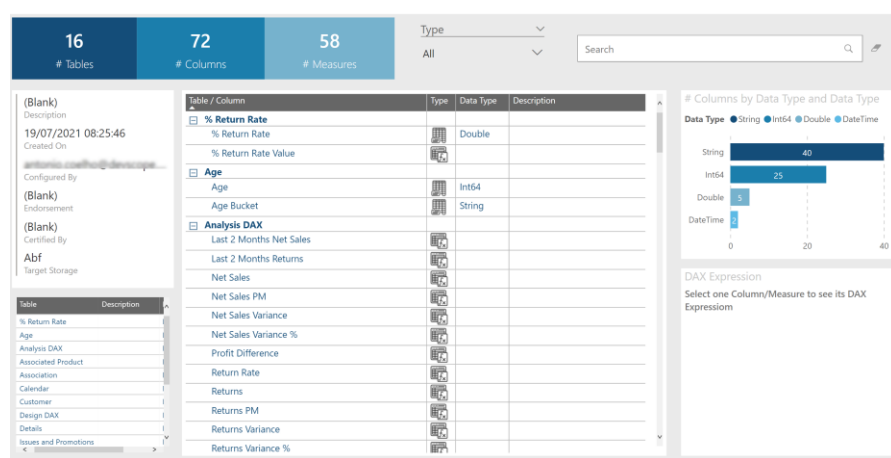 16
# Tables
72
# Columns
58
# Measures
Type
All
Search
(Blank)
Description
19/07/2021 08:25:46
Created On
Configured By
(Blank)
Endorsement
(Blank)
Certified By
Abf
Target Storage
Table Description
% Return Rate
Age
Analysis DAX
Associated Product
Association
Calendar
Customer
Design DAX
Details
Issues and Promotions
Table / Column Type Data Type Description
% Return Rate
% Return Rate Double
% Return Rate Value
Age
Age Int64
Age Bucket String
Analysis DAX
Last 2 Months Net Sales
Last 2 Months Returns
Net Sales
Net Sales PM
Net Sales Variance
Net Sales Variance %
Profit Difference
Return Rate
Returns
Returns PM
Returns Variance
Returns Variance %
# Columns by Data Type and Data Type
Data Type String Int64 Double DateTime
String 40
Int64 25
Double 5
DateTime 2
0 20 40
DAX Expression
Select one Column/Measure to see its DAX
Expressiom